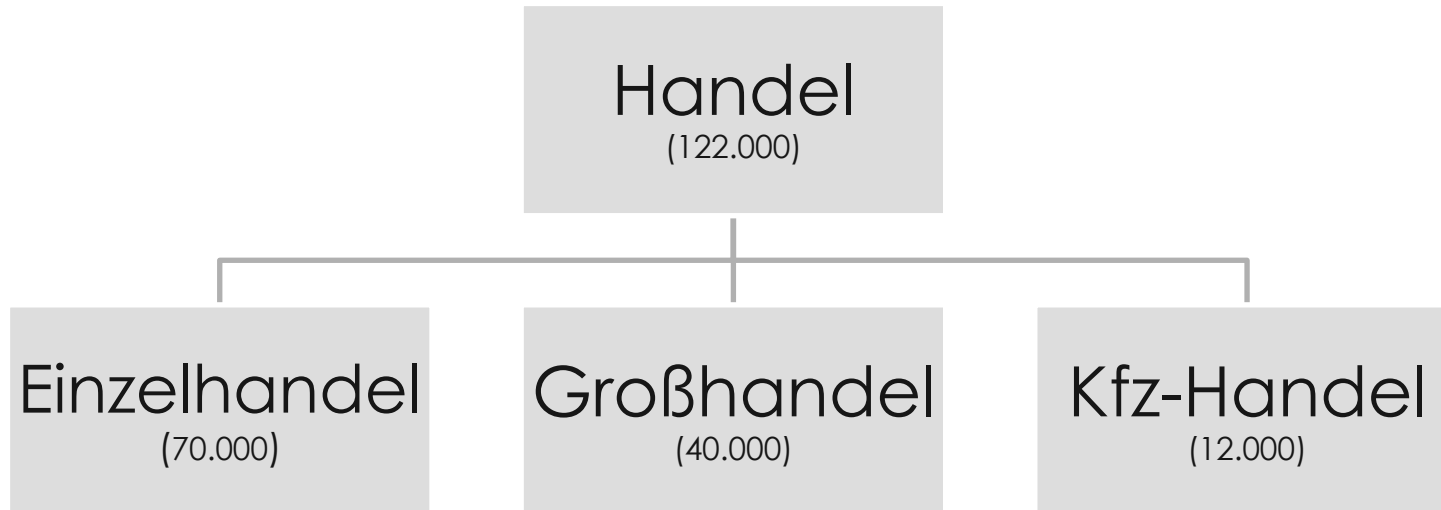 Handel
(122.000)
Einzelhandel
(70.000)
Großhandel
(40.000)
Kfz-Handel
(12.000)